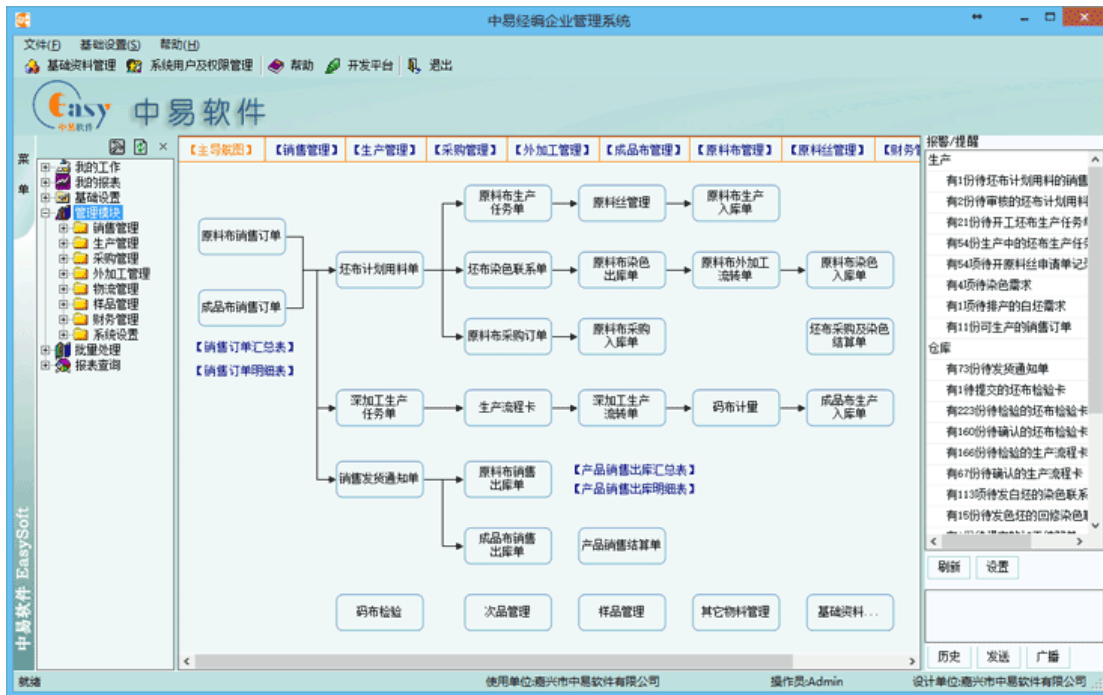 中易经编企业管理系统
文件(F) 基础设置(S) 帮助(H)
基础资料管理 系统用户及权限管理 帮助 开发平台 退出
Easy 中易软件 中易软件
菜单
我的工作
我的报表
基础设置
管理模块
销售管理
生产管理
采购管理
外加工管理
物流管理
样品管理
财务管理
系统设置
批量处理
报表查询
中易软件 EasySoft
【主导航图】 【销售管理】 【生产管理】 【采购管理】 【外加工管理】 【成品布管理】 【原料布管理】 【原料丝管理】 【财务管
原料布销售订单
成品布销售订单
【销售订单汇总表】
【销售订单明细表】
坯布计划用料单
原料布生产
任务单
原料丝管理
原料布生产
入库单
坯布染色联系单
原料布染色
出库单
原料布外加工
流转单
原料布染色
入库单
原料布采购订单
原料布采购
入库单
坯布采购及染色
结算单
深加工生产
任务单
生产流程卡
深加工生产
流转单
码布计量
成品布生产
入库单
销售发货通知单
原料布销售
出库单
【产品销售出库汇总表】
【产品销售出库明细表】
成品布销售
出库单
产品销售结算单
码布检验
次品管理
样品管理
其它物料管理
基础资料...
报警/提醒
生产
有1份待坯布计划用料的销售
有2份待审核的坯布计划用料
有21份待开工坯布生产任务单
有54份生产中的坯布生产任务
有54项待开原料丝申请单记录
有4项待染色需求
有1项待排产的白坯需求
有11份可生产的销售订单
仓库
有73份待发货通知单
有1待提交的坯布检验卡
有223份待检验的坯布检验卡
有160份待确认的坯布检验卡
有166份待检验的生产流程卡
有67份待确认的生产流程卡
有113项待发白坯的染色联系
有15份待发色坯的回修染色联
刷新 设置
历史 发送 广播
就绪 使用单位:嘉兴市中易软件有限公司 操作员:Admin 设计单位:嘉兴市中易软件有限公司